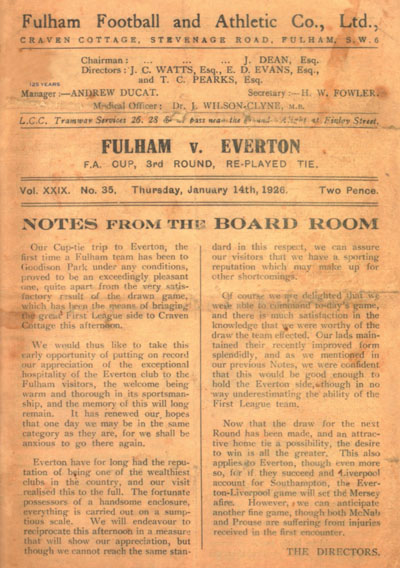 Fulham Football and Athletic Co., Ltd.,
CRAVEN COTTAGE, STEVENAGE ROAD, FULHAM, S.W. 6
Chairman : ... ... ... ... J. DEAN, Esq.
Directors : J. C. WATTS, Esq., E. D. EVANS, Esq.,
and T. C. PEARKS, Esq.
125 YEARS
Manager :—ANDREW DUCAT. Secretary :— H. W. FOWLER.
Medical Officer : Dr. J. WILSON-CLYNE, M.B.
L.C.C. Tramway Services 26, 28 pass near the at Finlay Street.
FULHAM v. EVERTON
F.A. CUP, 3rd ROUND, RE-PLAYED TIE.
Vol. XXIX. No. 35, Thursday, January 14th, 1926. Two Pence.
NOTES FROM THE BOARD ROOM
Our Cup-tie trip to Everton, the
first time a Fulham team has been to
Goodison Park under any conditions,
proved to be an exceedingly pleasant
one, quite apart from the very satis-
factory result of the drawn game,
which has been the means of bringing
the great First League side to Craven
Cottage this afternoon.
We would thus like to take this
early opportunity of putting on record
our appreciation of the exceptional
hospitality of the Everton club to the
Fulham visitors, the welcome being
warm and thorough in its sportsman-
ship, and the memory of this will long
remain. It has renewed our hopes
that one day we may be in the same
category as they are, for we shall be
anxious to go there again.
Everton have for long had the repu-
tation of being one of the wealthiest
clubs in the country, and our visit
realised this to the full. The fortunate
possessors of a handsome enclosure,
everything is carried out on a sump-
tious scale. We will endeavour to
reciprocate this afternoon in a measure
that will show our appreciation, but
though we cannot reach the same stan-
dard in this respect, we can assure
our visitors that we have a sporting
reputation which may make up for
other shortcomings.
Of course we are delighted that we
were able to command to-day's game,
and there is much satisfaction in the
knowledge that we were worthy of the
draw the team effected. Our lads main-
tained their recently improved form
splendidly, and as we mentioned in
our previous Notes, we were confident
that this would be good enough to
hold the Everton side, though in no
way underestimating the ability of the
First League team.
Now that the draw for the next
Round has been made, and an attrac-
tive home tie a possibility, the desire
to win is all the greater. This also
applies to Everton, though even more
so, for if they succeed and Liverpool
account for Southampton, the Ever-
ton-Liverpool game will set the Mersey
afire. However, we can anticipate
another fine game, though both McNab
and Prouse are suffering from injuries
received in the first encounter.
THE DIRECTORS.